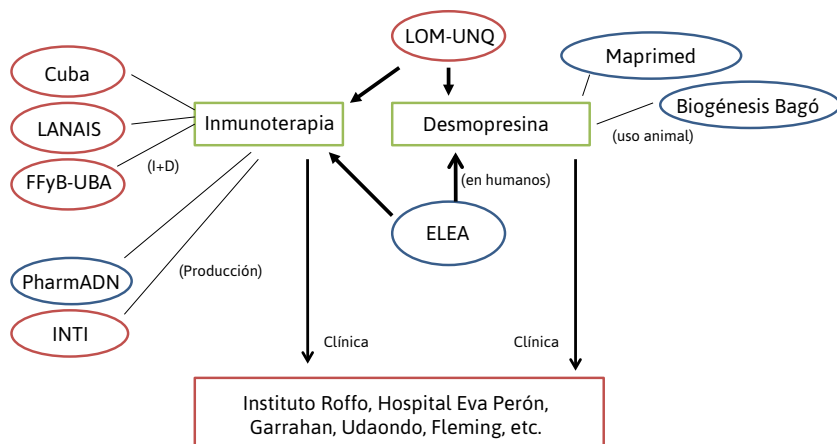 LOM-UNQ
Maprimed
Cuba
Biogénesis Bagó
LANAIS
Inmunoterapia
Desmopresina
(uso animal)
(I+D)
FFyB-UBA
(en humanos)
ELEA
(Producción)
PharmADN
INTI
Clínica
Clínica
Instituto Roffo, Hospital Eva Perón,
Garrahan, Udaondo, Fleming, etc.